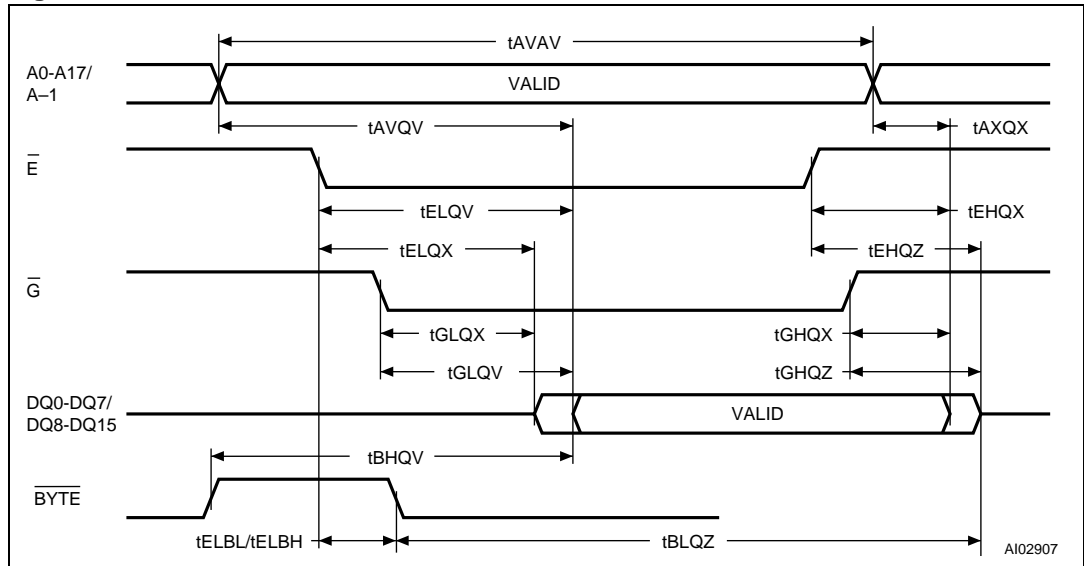 tAVAV
A0-A17/
A–1
VALID
tAVQV
tAXQX
E
tELQV
tEHQX
tELQX
tEHQZ
G
tGLQX
tGHQX
tGLQV
tGHQZ
DQ0-DQ7/
DQ8-DQ15
VALID
tBHQV
BYTE
tELBL/tELBH
tBLQZ
AI02907